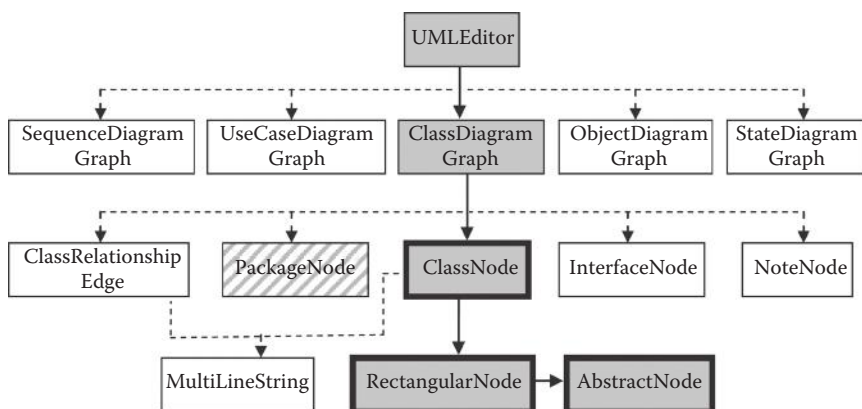 UMLEditor
SequenceDiagram
Graph
UseCaseDiagram
Graph
ClassDiagram
Graph
ObjectDiagram
Graph
StateDiagram
Graph
ClassRelationship
Edge
PackageNode
ClassNode
InterfaceNode
NoteNode
MultiLineString
RectangularNode
AbstractNode